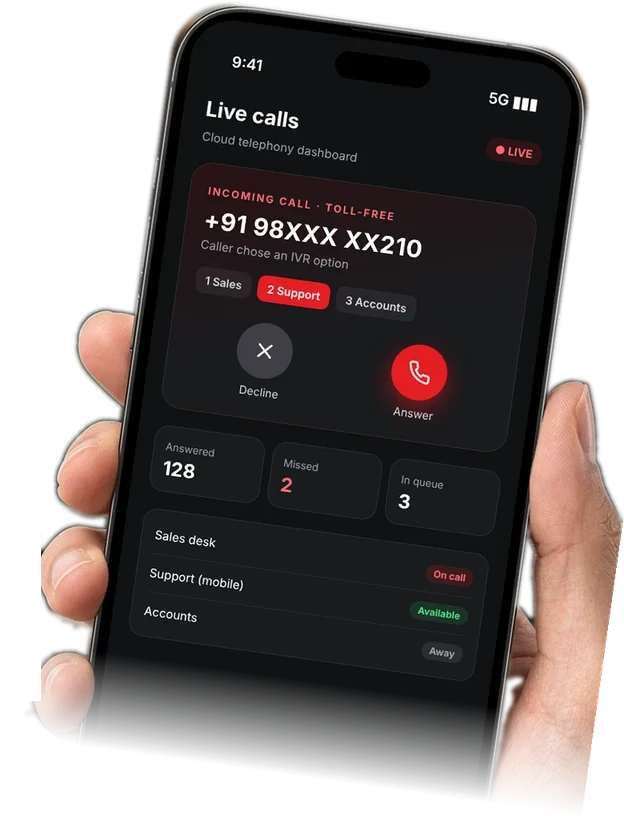 9:41
5G
Live calls
Cloud telephony dashboard
LIVE
INCOMING CALL · TOLL-FREE
+91 98XXX XX210
Caller chose an IVR option
1 Sales
2 Support
3 Accounts
Decline
Answer
Answered
128
Missed
2
In queue
3
Sales desk
On call
Support (mobile)
Available
Accounts
Away